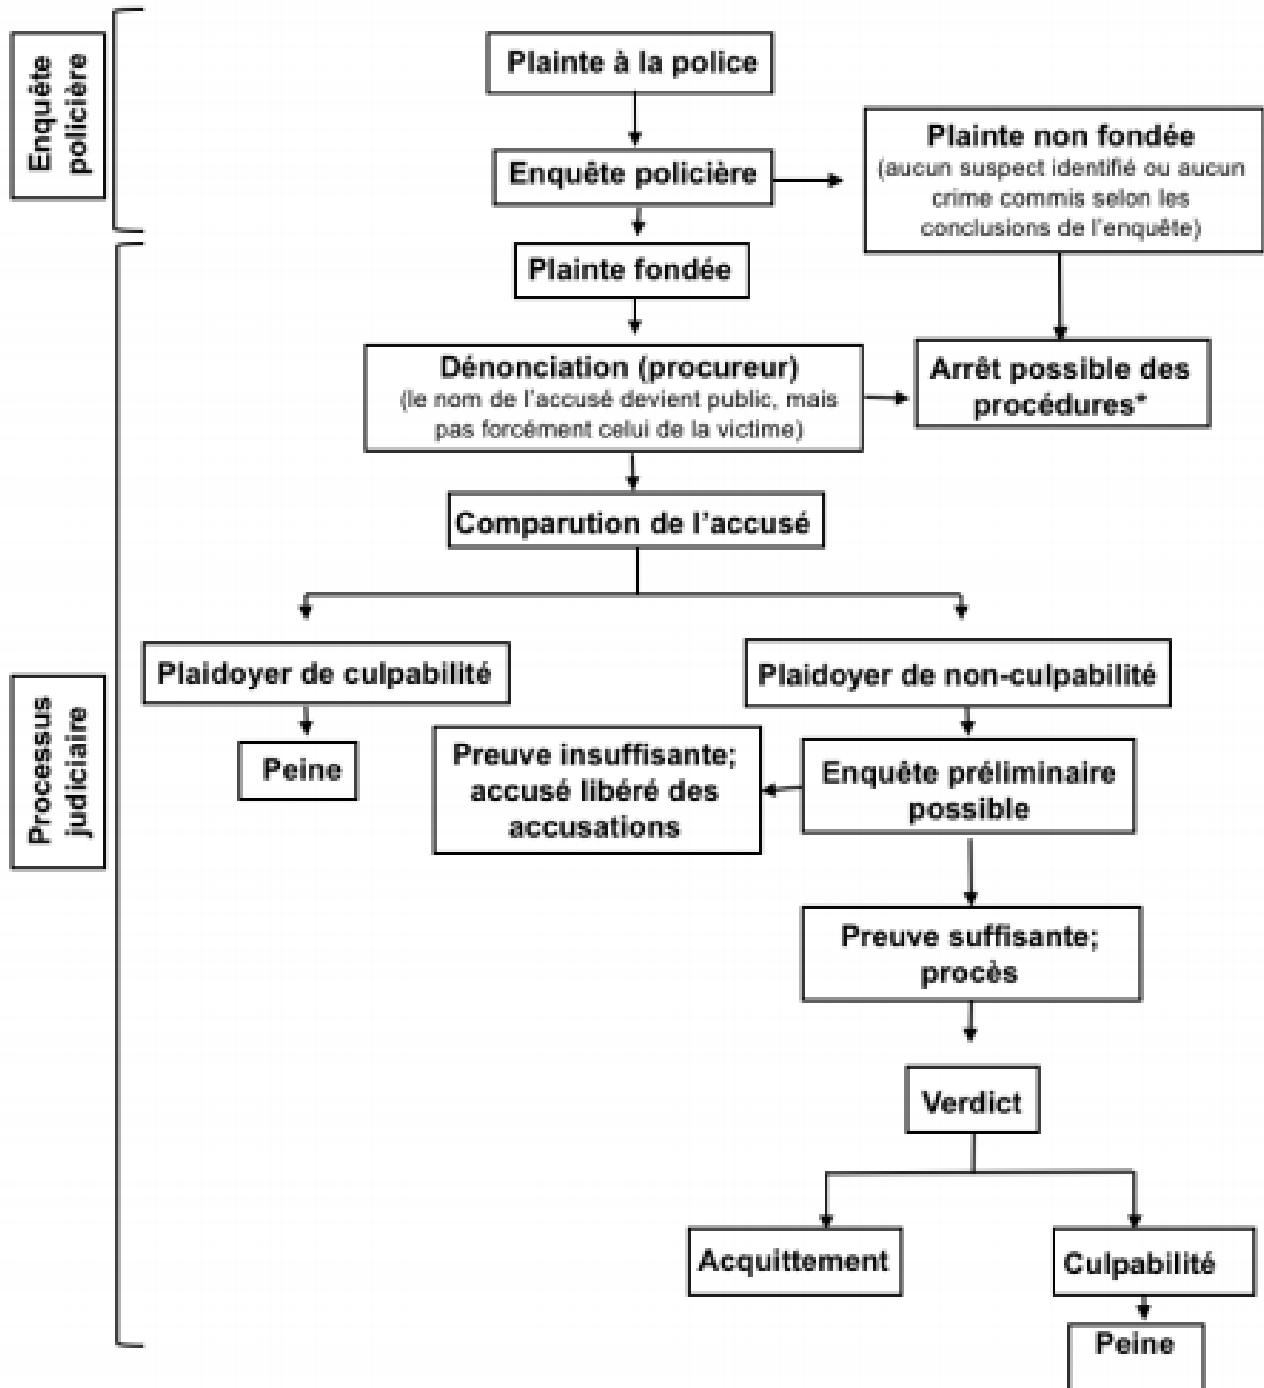 Enquête
policière
Plainte à la police
Enquête policière
Plainte non fondée
(aucun suspect identifié ou aucun
crime commis selon les
conclusions de l'enquête)
Plainte fondée
Dénonciation (procureur)
(le nom de l'accusé devient public, mais
pas forcément celui de la victime)
Arrêt possible des
procédures*
Comparution de l'accusé
Processus
judiciaire
Plaidoyer de culpabilité
Plaidoyer de non-culpabilité
Peine
Preuve insuffisante;
accusé libéré des
accusations
Enquête préliminaire
possible
Preuve suffisante;
procès
Verdict
Acquittement
Culpabilité
Peine